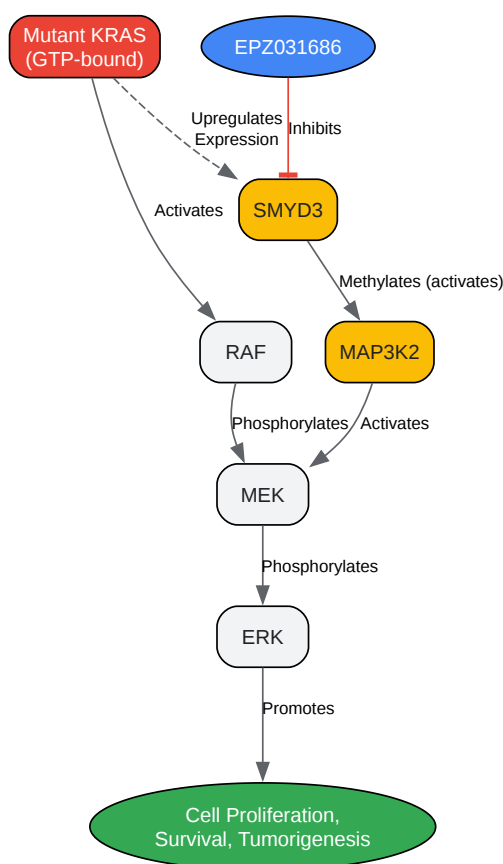 Mutant KRAS
(GTP-bound)
EPZ031686
Upregulates
Expression
Inhibits
SMYD3
Activates
Methylates (activates)
RAF
MAP3K2
Phosphorylates
Activates
MEK
Phosphorylates
ERK
Promotes
Cell Proliferation,
Survival, Tumorigenesis